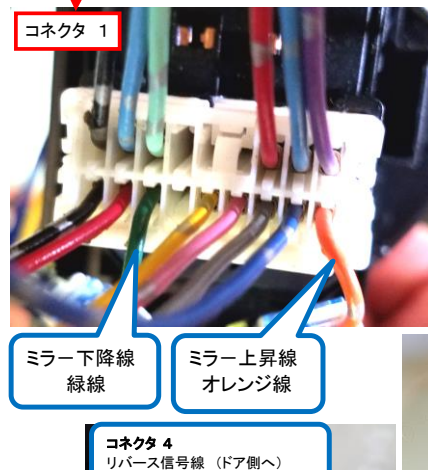 コネクタ 1
ミラー下降線
緑線
ミラー上昇線
オレンジ線
コネクタ 4
リバース信号線 (ドア側へ)